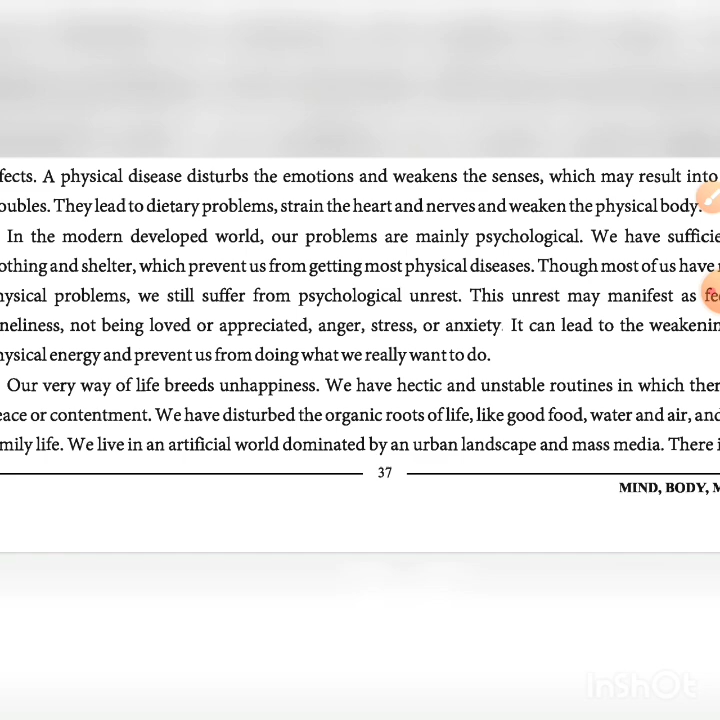 fects. A physical disease disturbs the emotions and weakens the senses, which may result into
oubles. They lead to dietary problems, strain the heart and nerves and weaken the physical body.
In the modern developed world, our problems are mainly psychological. We have sufficie
othing and shelter, which prevent us from getting most physical diseases. Though most of us have
hysical problems, we still suffer from psychological unrest. This unrest may manifest as fee
neliness, not being loved or appreciated, anger, stress, or anxiety. It can lead to the weakenin
hysical energy and prevent us from doing what we really want to do.
Our very way of life breeds unhappiness. We have hectic and unstable routines in which ther
eace or contentment. We have disturbed the organic roots of life, like good food, water and air, and
mily life. We live in an artificial world dominated by an urban landscape and mass media. There i
37
MIND, BODY, M
InShOt